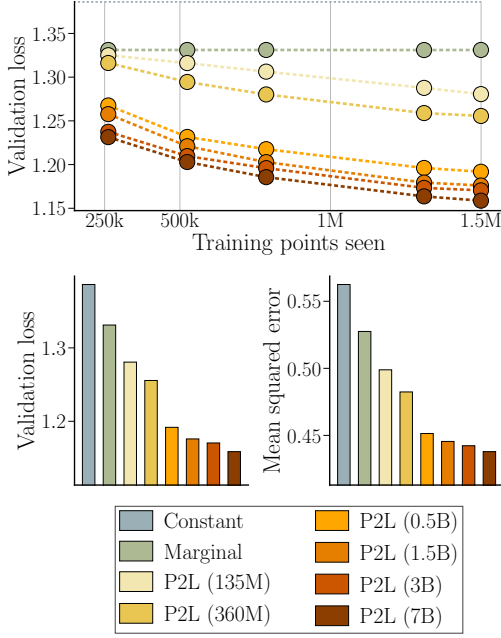 Validation loss
1.35
1.30
1.25
1.20
1.15
250k 500k 1M 1.5M
Training points seen
Validation loss
1.3
1.2
Mean squared error
0.55
0.50
0.45
Constant
Marginal
P2L (135M)
P2L (360M)
P2L (0.5B)
P2L (1.5B)
P2L (3B)
P2L (7B)